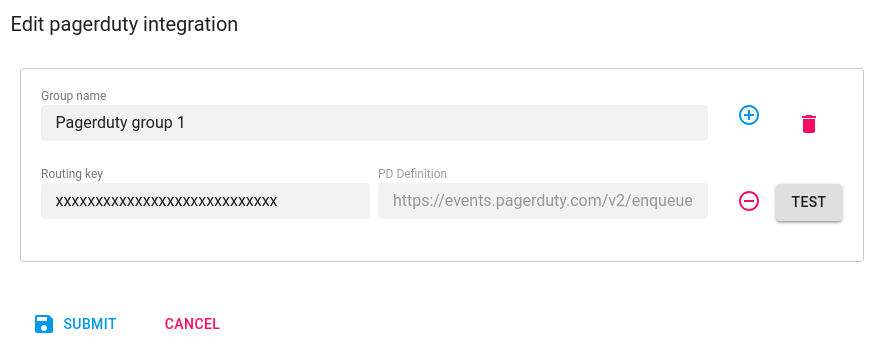 Edit pagerduty integration
Group name
Pagerduty group 1
Routing key
PD Definition
xxxxxxxxxxxxxxxxxxxxxxxxxxxx
https://events.pagerduty.com/v2/enqueue
TEST
SUBMIT
CANCEL